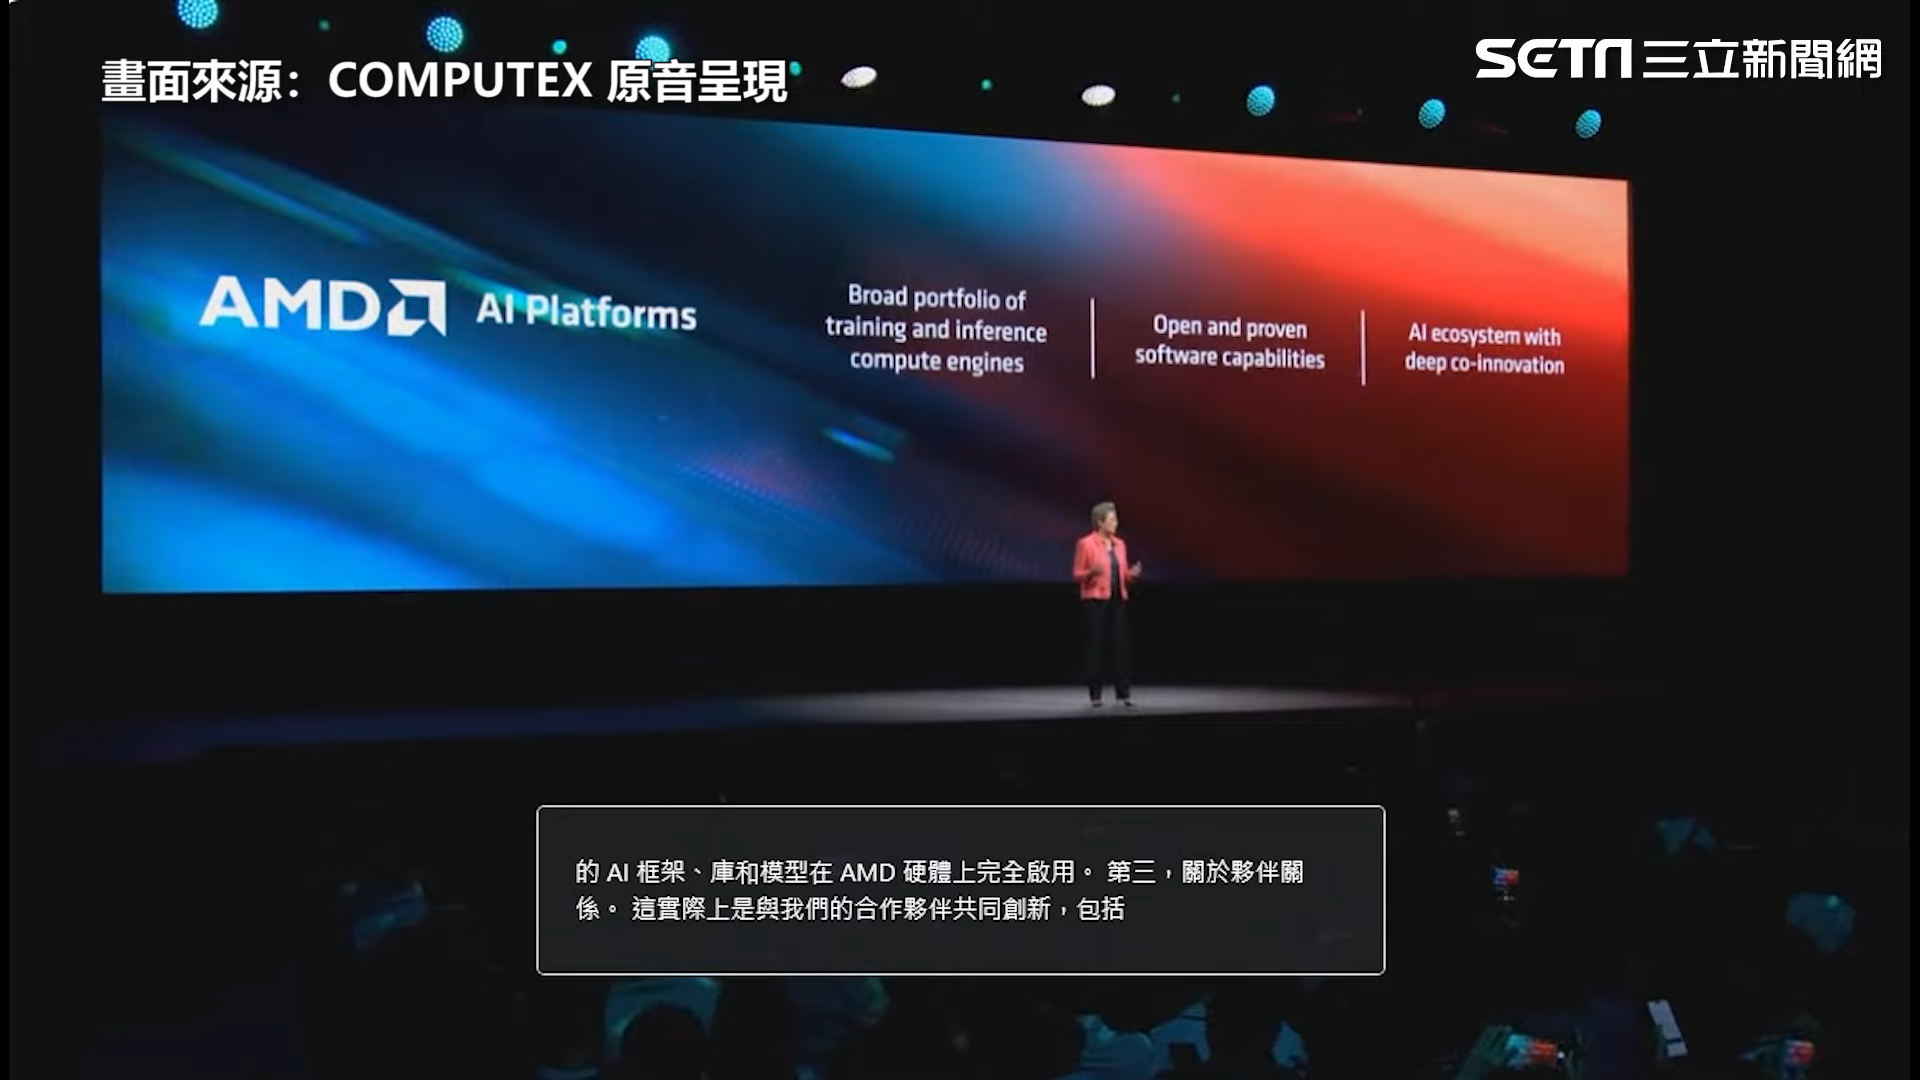 畫面來源：COMPUTEX 原音呈現
SETN三立新聞網
AMD AI Platforms
Broad portfolio of
training and inference
compute engines
Open and proven
software capabilities
AI ecosystem with
deep co-innovation
的 AI 框架、庫和模型在 AMD 硬體上完全啟用。 第三，關於夥伴關
係。 這實際上是與我們的合作夥伴共同創新，包括